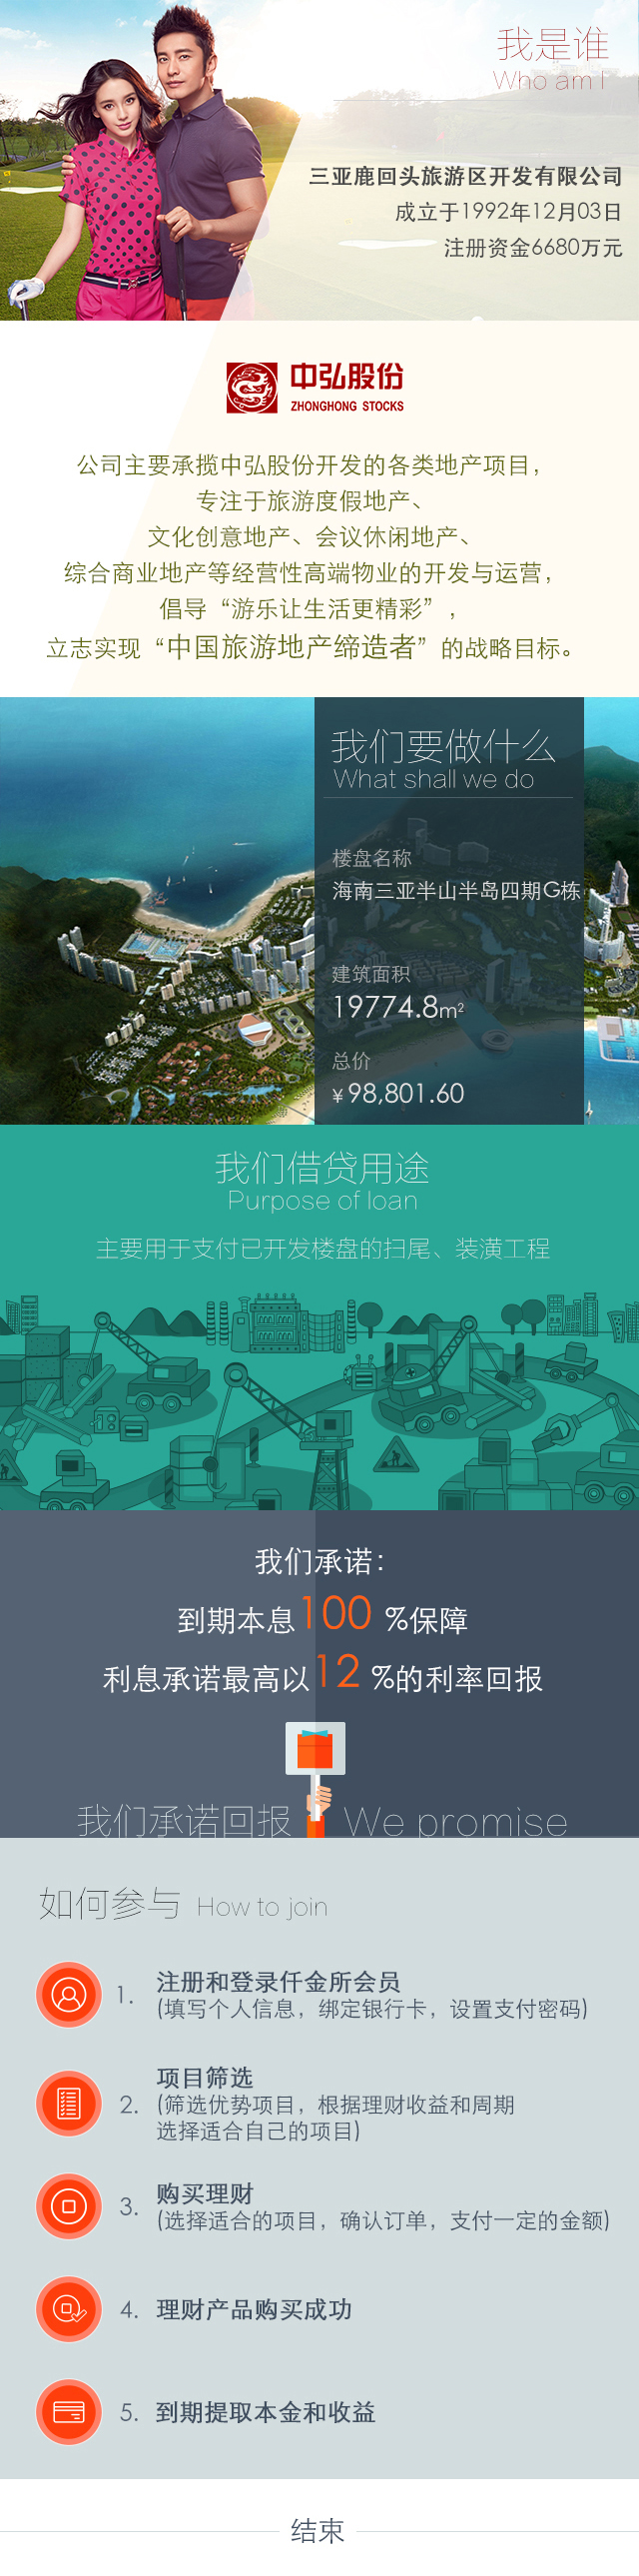 我是谁
Who am I
三亚鹿回头旅游区开发有限公司
成立于1992年12月03日
注册资金6680万元
中弘股份
ZHONGHONG STOCKS
公司主要承揽中弘股份开发的各类地产项目，
专注于旅游度假地产、
文化创意地产、会议休闲地产、
综合商业地产等经营性高端物业的开发与运营，
倡导“游乐让生活更精彩”，
立志实现“中国旅游地产缔造者”的战略目标。
我们要做什么
What shall we do
楼盘名称
海南三亚半山半岛四期G栋
建筑面积
19774.8m²
总价
¥98,801.60
我们借贷用途
Purpose of loan
主要用于支付已开发楼盘的扫尾、装潢工程
我们承诺：
到期本息100 %保障
利息承诺最高以12 %的利率回报
我们承诺回报 We promise
如何参与 How to join
1. 注册和登录仟金所会员
(填写个人信息，绑定银行卡，设置支付密码)
2. 项目筛选
(筛选优势项目，根据理财收益和周期
选择适合自己的项目)
3. 购买理财
(选择适合的项目，确认订单，支付一定的金额)
4. 理财产品购买成功
5. 到期提取本金和收益
结束